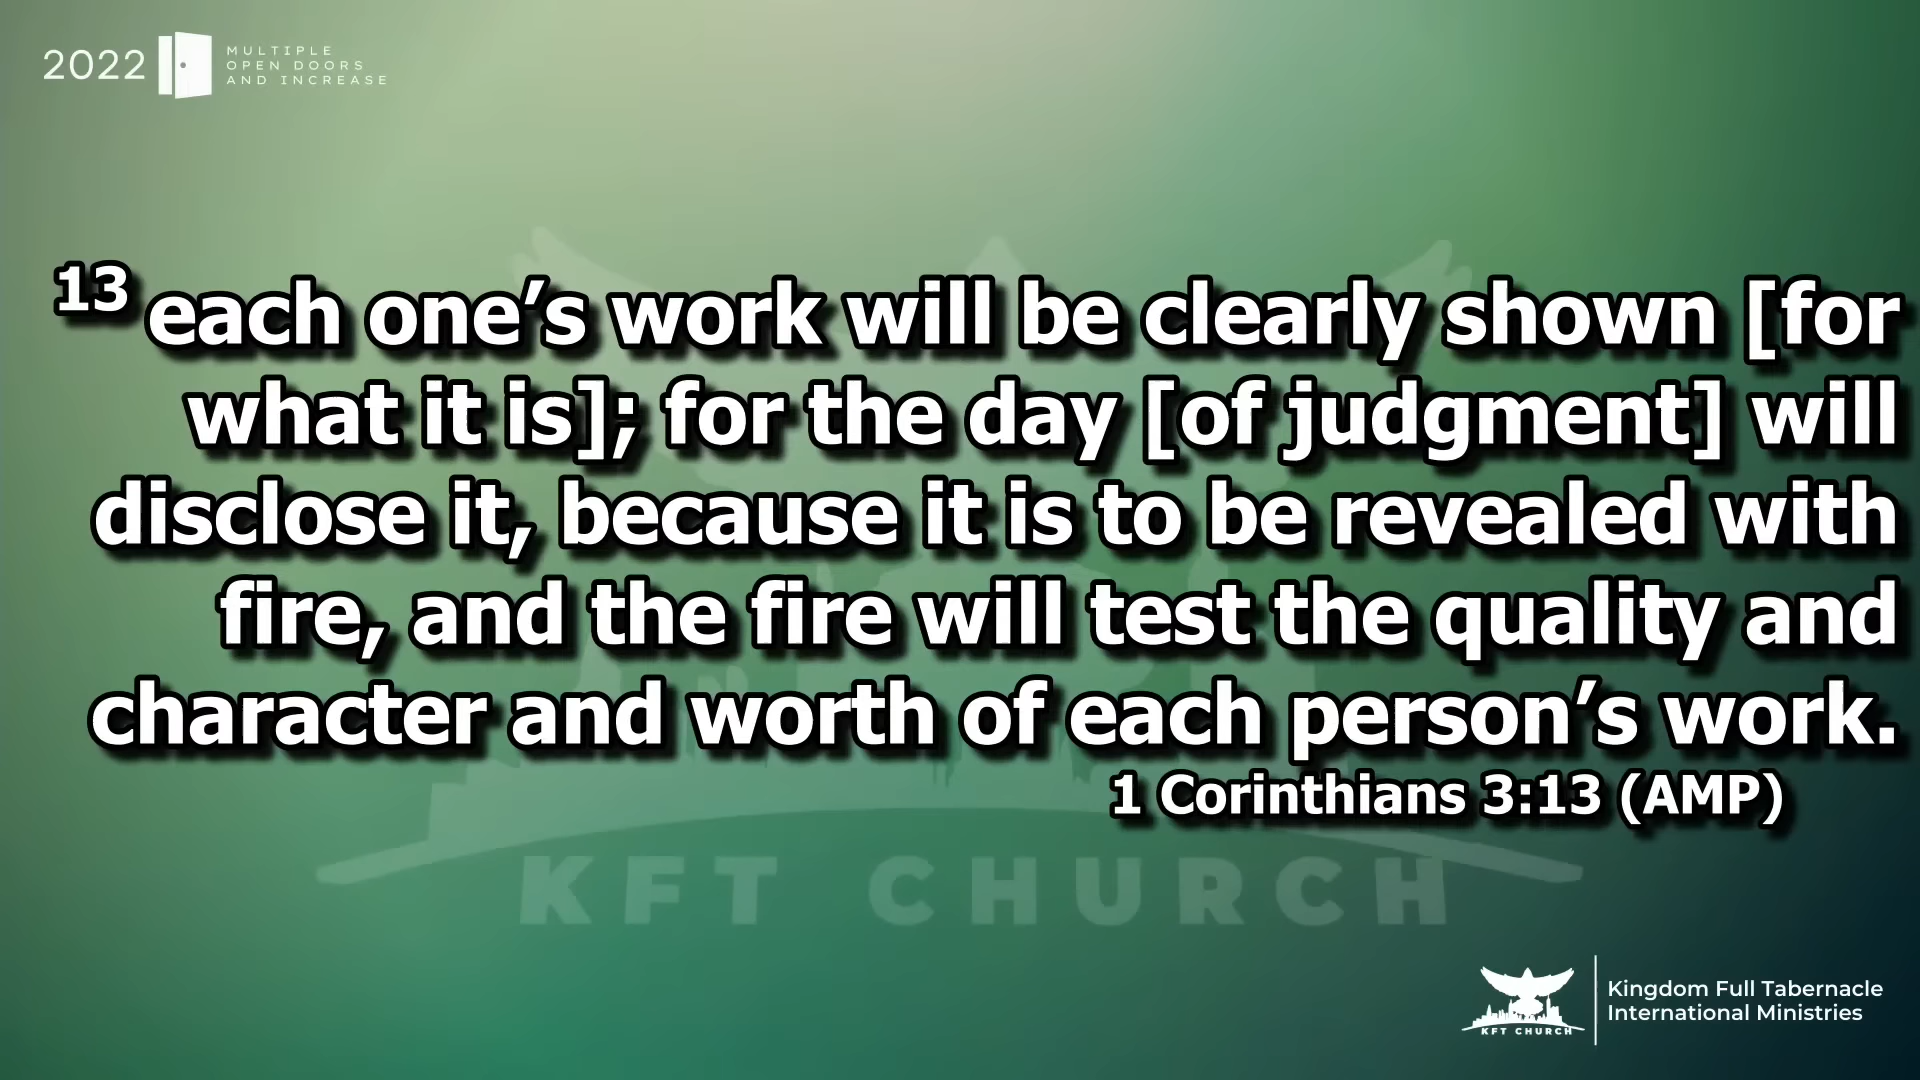 2022
MULTIPLE
OPEN DOORS
AND INCREASE
13 each one’s work will be clearly shown [for
what it is]; for the day [of judgment] will
disclose it, because it is to be revealed with
fire, and the fire will test the quality and
character and worth of each person’s work.
1 Corinthians 3:13 (AMP)
KFT CHURCH
Kingdom Full Tabernacle
International Ministries
KFT CHURCH